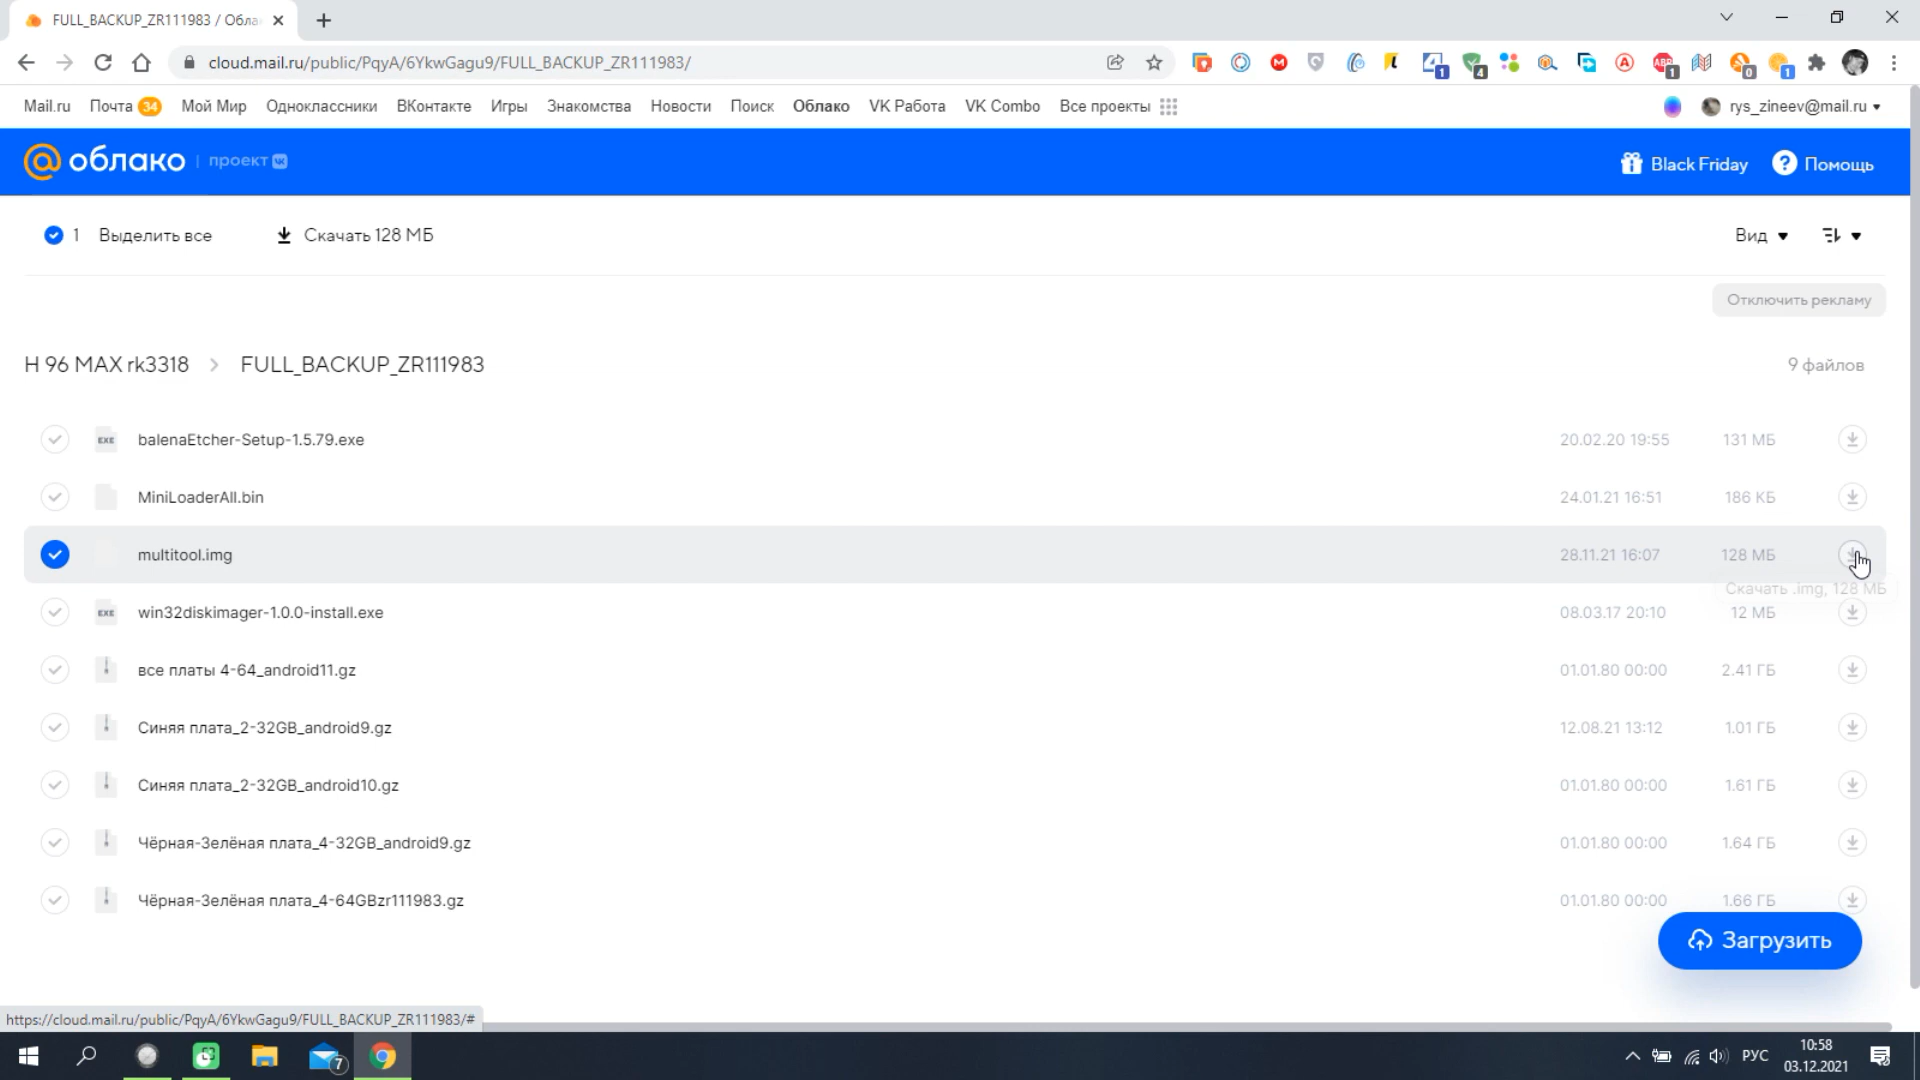 FULL_BACKUP_ZR111983 / Обла
cloud.mail.ru/public/PqyA/6YkwGagu9/FULL_BACKUP_ZR111983/
1
4
ABP
1
0
1
Mail.ru Почта 34 Мой Мир Одноклассники ВКонтакте Игры Знакомства Новости Поиск Облако VK Работа VK Combo Все проекты rys_zineev@mail.ru
облако проект Black Friday ? Помощь
1 Выделить все Скачать 128 МБ Вид
Отключить рекламу
H 96 MAX rk3318 > FULL_BACKUP_ZR111983 9 файлов
EXE balenaEtcher-Setup-1.5.79.exe 20.02.20 19:55 131 МБ
MiniLoaderAll.bin 24.01.21 16:51 186 КБ
multitool.img 28.11.21 16:07 128 МБ
Скачать .img, 128 МБ
EXE win32diskimager-1.0.0-install.exe 08.03.17 20:10 12 МБ
все платы 4-64_android11.gz 01.01.80 00:00 2.41 ГБ
Синяя плата_2-32GB_android9.gz 12.08.21 13:12 1.01 ГБ
Синяя плата_2-32GB_android10.gz 01.01.80 00:00 1.61 ГБ
Чёрная-Зелёная плата_4-32GB_android9.gz 01.01.80 00:00 1.64 ГБ
Чёрная-Зелёная плата_4-64GBzr111983.gz 01.01.80 00:00 1.66 ГБ
Загрузить
https://cloud.mail.ru/public/PqyA/6YkwGagu9/FULL_BACKUP_ZR111983/#
7
РУС
10:58
03.12.2021